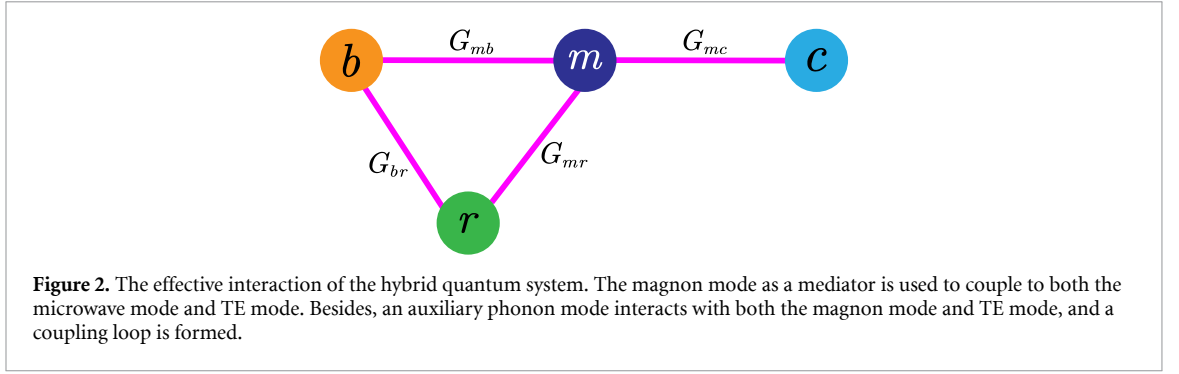 G_mb
G_mc
b
m
c
G_br
G_mr
r
Figure 2. The effective interaction of the hybrid quantum system. The magnon mode as a mediator is used to couple to both the
microwave mode and TE mode. Besides, an auxiliary phonon mode interacts with both the magnon mode and TE mode, and a
coupling loop is formed.